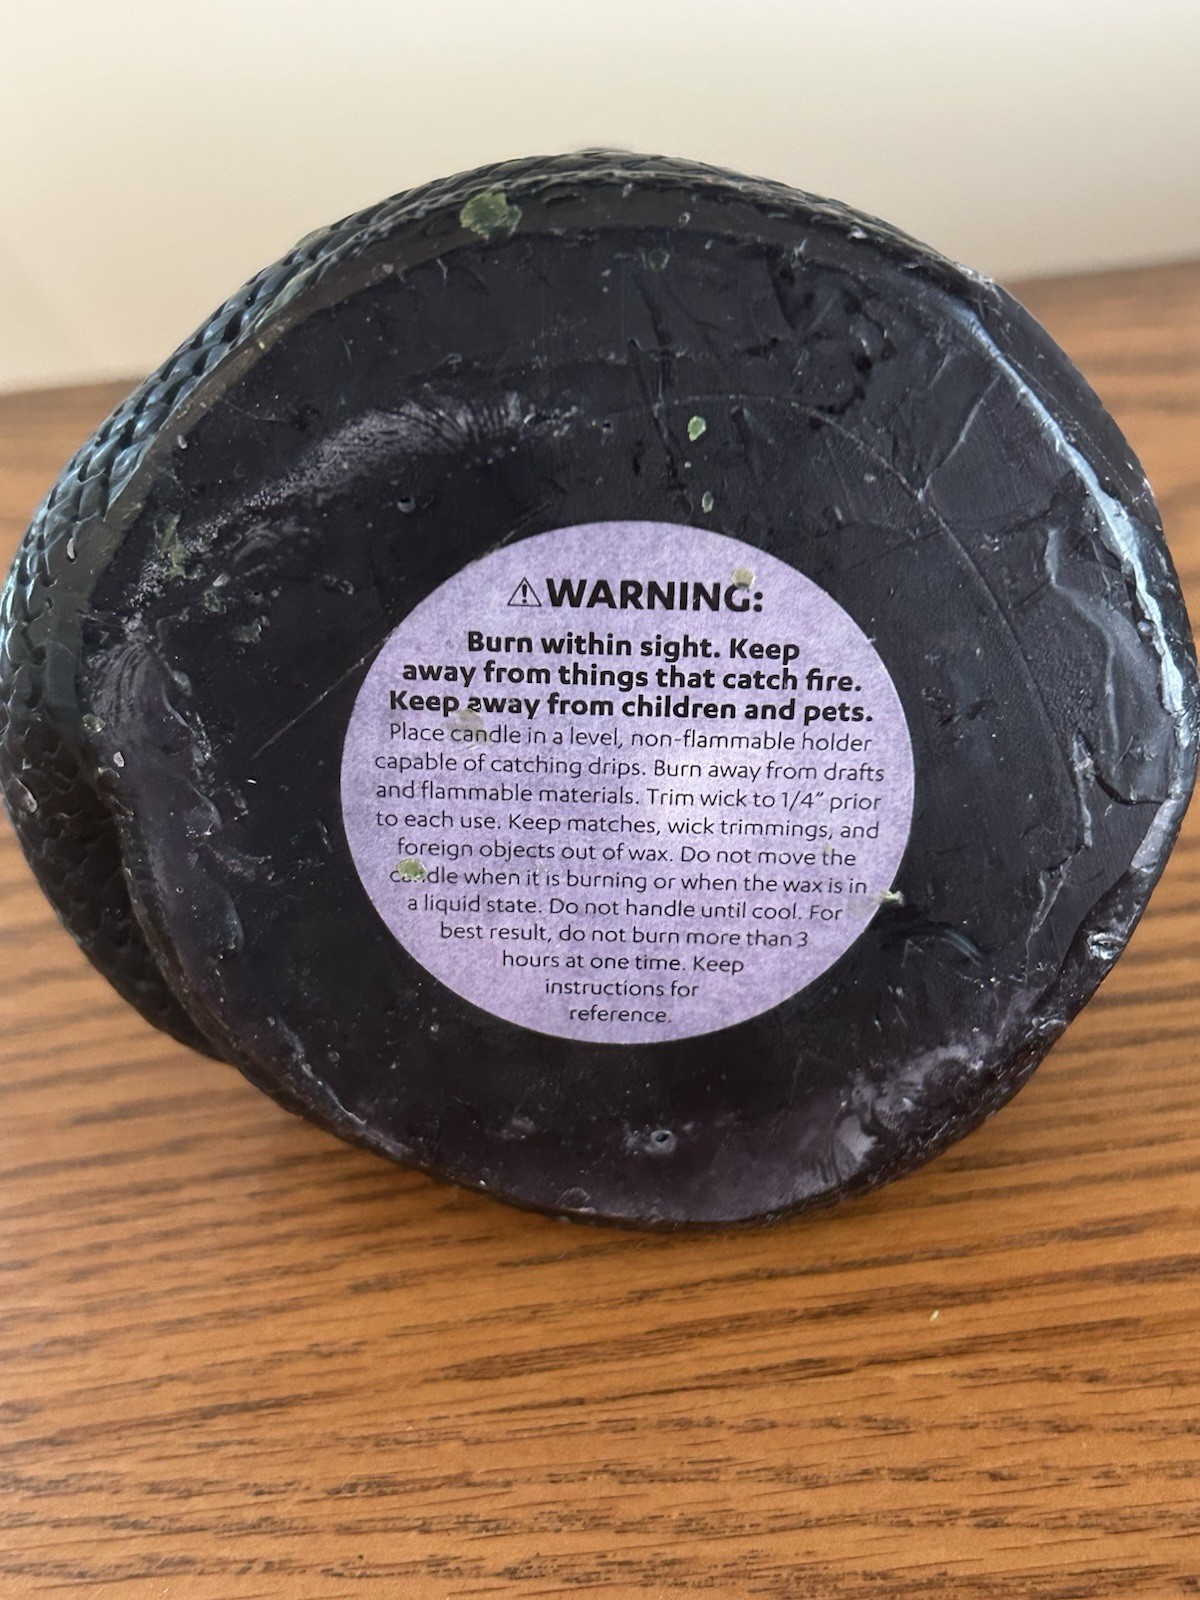 ⚠WARNING:
Burn within sight. Keep
away from things that catch fire.
Keep away from children and pets.
Place candle in a level, non-flammable holder
capable of catching drips. Burn away from drafts
and flammable materials. Trim wick to 1/4” prior
to each use. Keep matches, wick trimmings, and
foreign objects out of wax. Do not move the
candle when it is burning or when the wax is in
a liquid state. Do not handle until cool. For
best result, do not burn more than 3
hours at one time. Keep
instructions for
reference.